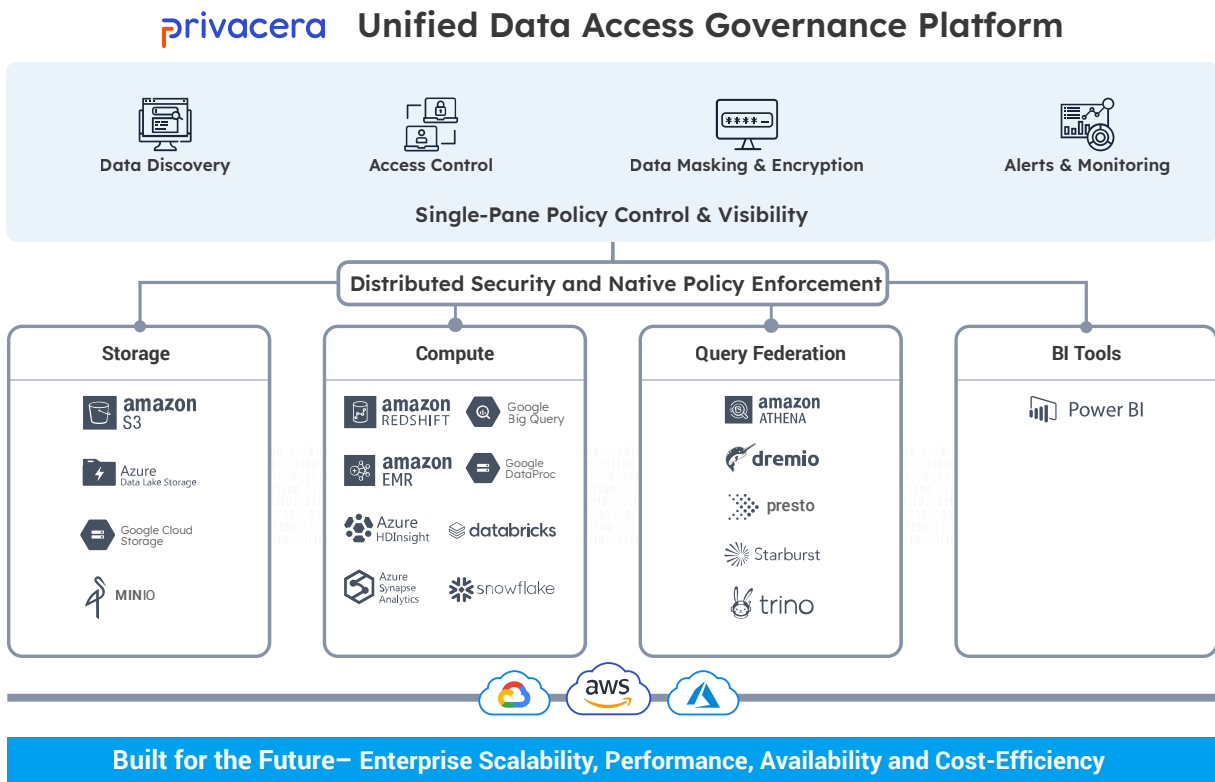 privacera Unified Data Access Governance Platform
****
Data Discovery
Access Control
Data Masking & Encryption
Alerts & Monitoring
Single-Pane Policy Control & Visibility
Distributed Security and Native Policy Enforcement
Storage
amazon
S3
Azure
Data Lake Storage
Google Cloud
Storage
MINIO
Compute
amazon
REDSHIFT
Google
Big Query
amazon
EMR
Google
DataProc
Azure
HDInsight
databricks
Azure
Synapse
Analytics
snowflake
Query Federation
amazon
ATHENA
dremio
presto
Starburst
trino
BI Tools
Power BI
aws
Built for the Future– Enterprise Scalability, Performance, Availability and Cost-Efficiency